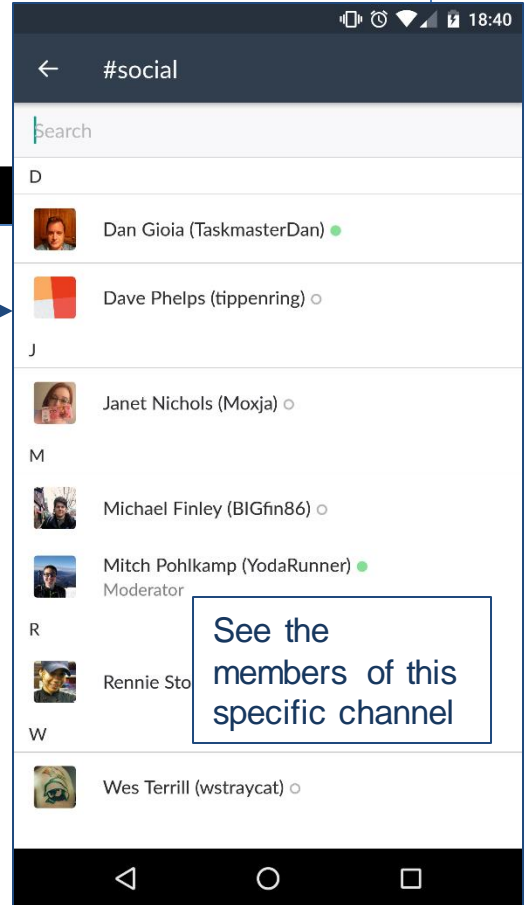 18:40
#social
Search
D
Dan Gioia (TaskmasterDan)
Dave Phelps (tippenring)
J
Janet Nichols (Moxja)
M
Michael Finley (BIGfin86)
Mitch Pohlkamp (YodaRunner)
Moderator
R
Rennie
W
Wes Terrill (wstraycat)
See the
members of this
specific channel